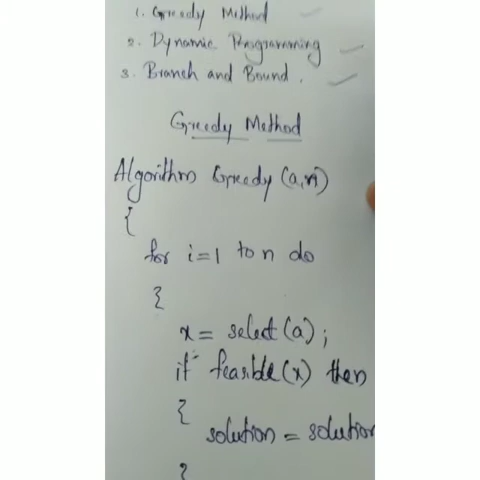 1. Greedy Method
2. Dynamic Programming
3. Branch and Bound.
Greedy Method
Algorithm Greedy (a,n)
{
for i=1 to n do
{
x= select(a);
if feasible(x) then
{
solution = solution
}